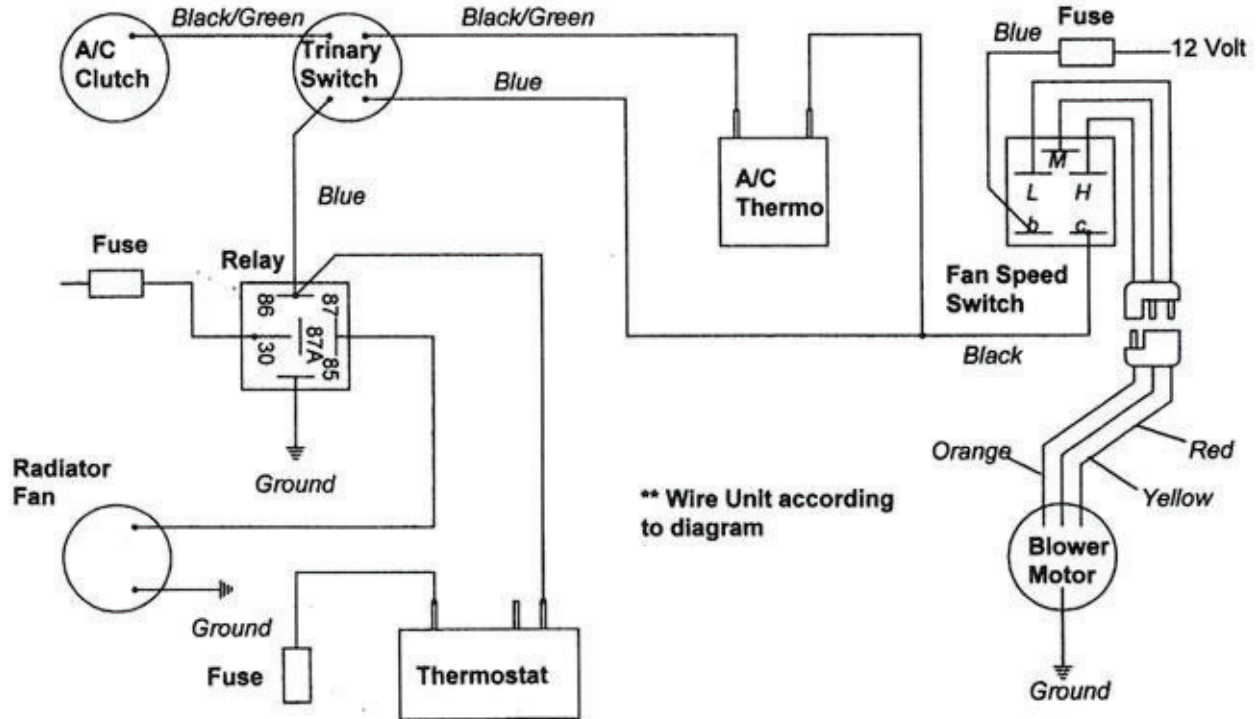 Black/Green
Black/Green
Fuse
Blue
12 Volt
A/C
Clutch
Trinary
Switch
Blue
M
L H
b c
A/C
Thermo
Blue
Fuse
Relay
86 87
87A
30 85
Fan Speed
Switch
Black
Ground
Radiator
Fan
Orange
Red
Yellow
** Wire Unit according
to diagram
Blower
Motor
Ground
Fuse
Thermostat
Ground